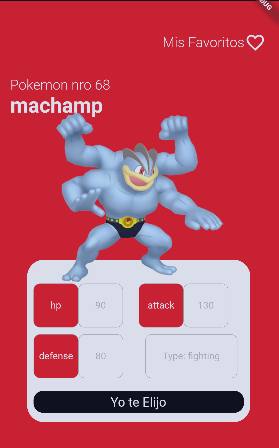 Mis Favoritos
Pokemon nro 68
machamp
hp 90 attack 130
defense 80 Type: fighting
Yo te Elijo